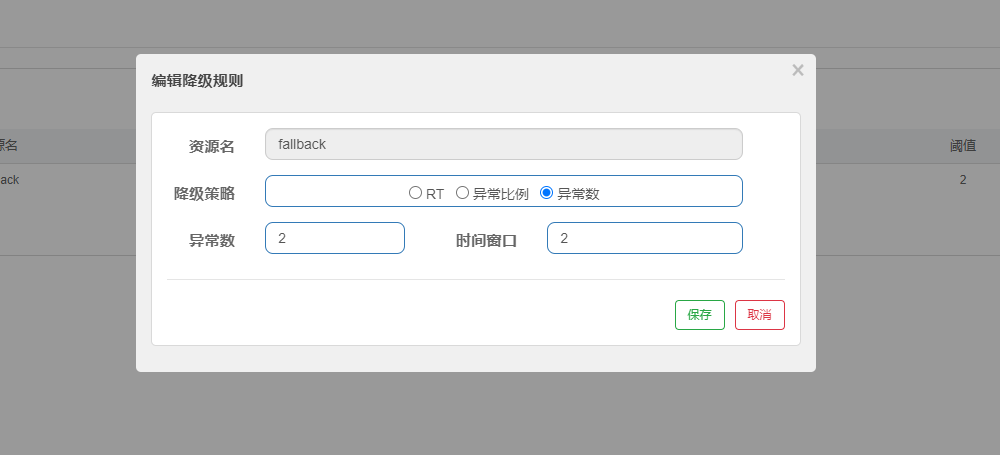 编辑降级规则
×
源名
阈值
资源名
fallback
ack
2
降级策略
RT 异常比例 异常数
异常数
2
时间窗口
2
保存
取消